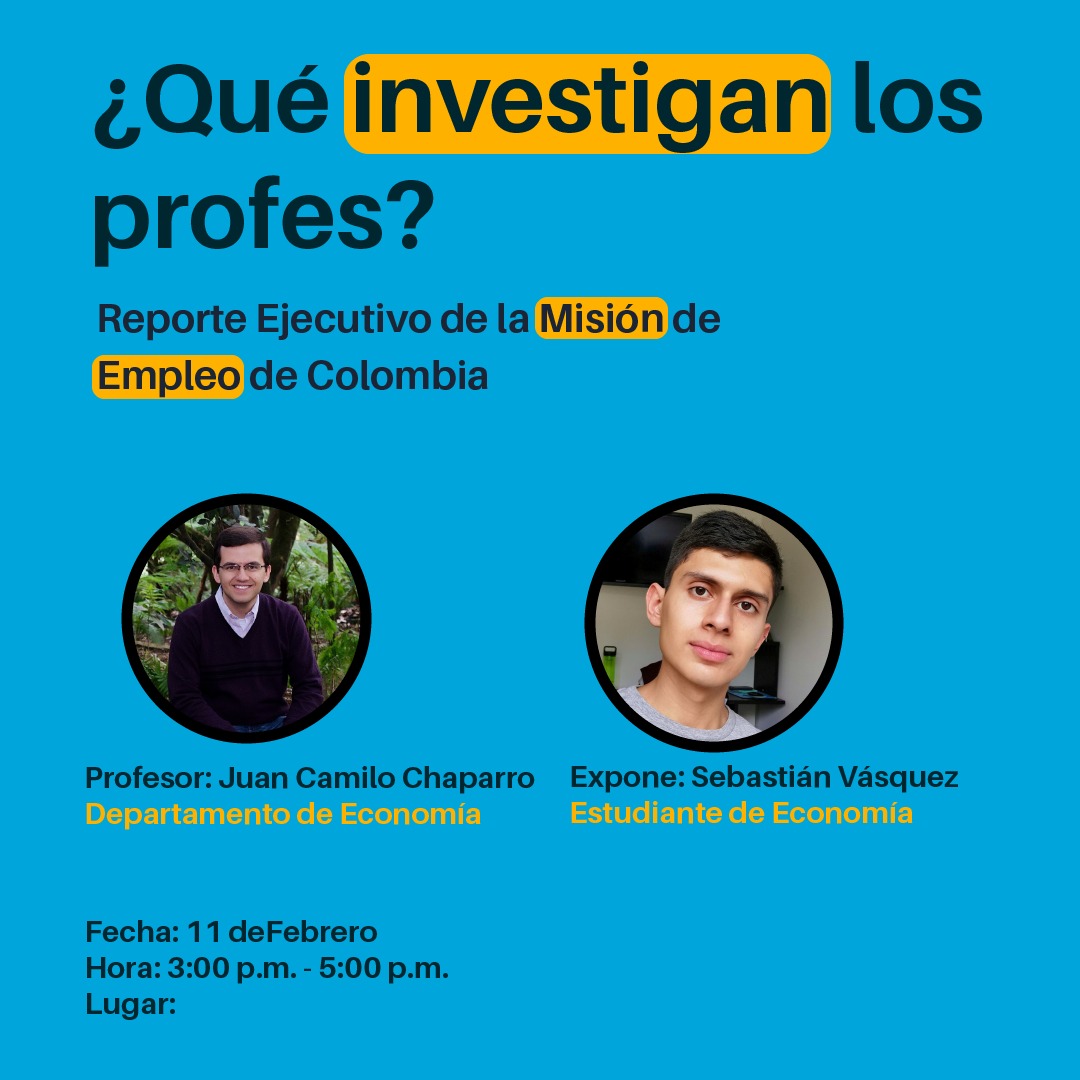 ¿Qué investigan los
profes?
Reporte Ejecutivo de la Misión de
Empleo de Colombia
Profesor: Juan Camilo Chaparro
Departamento de Economía
Expone: Sebastián Vásquez
Estudiante de Economía
Fecha: 11 deFebrero
Hora: 3:00 p.m. - 5:00 p.m.
Lugar: